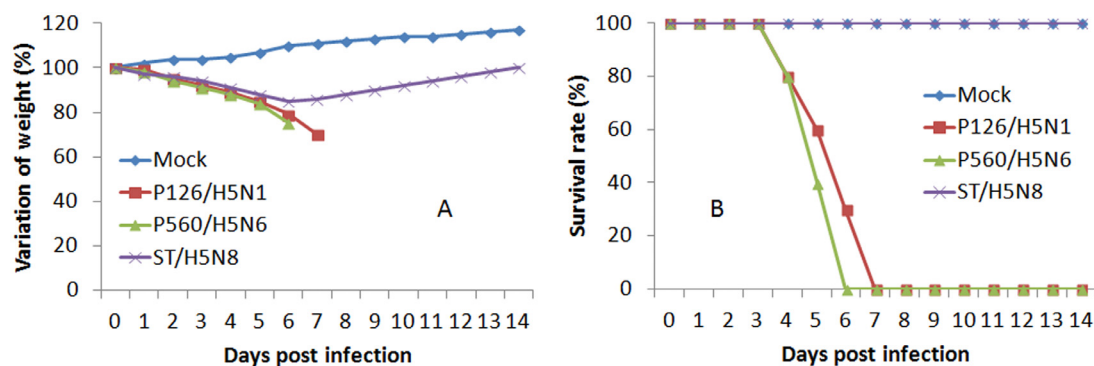 120
100
80
60
40
20
0
Variation of weight (%)
Mock
P126/H5N1
P560/H5N6
ST/H5N8
A
0 1 2 3 4 5 6 7 8 9 10 11 12 13 14
Days post infection
100
80
60
40
20
0
Survival rate (%)
Mock
P126/H5N1
P560/H5N6
ST/H5N8
B
0 1 2 3 4 5 6 7 8 9 10 11 12 13 14
Days post infection